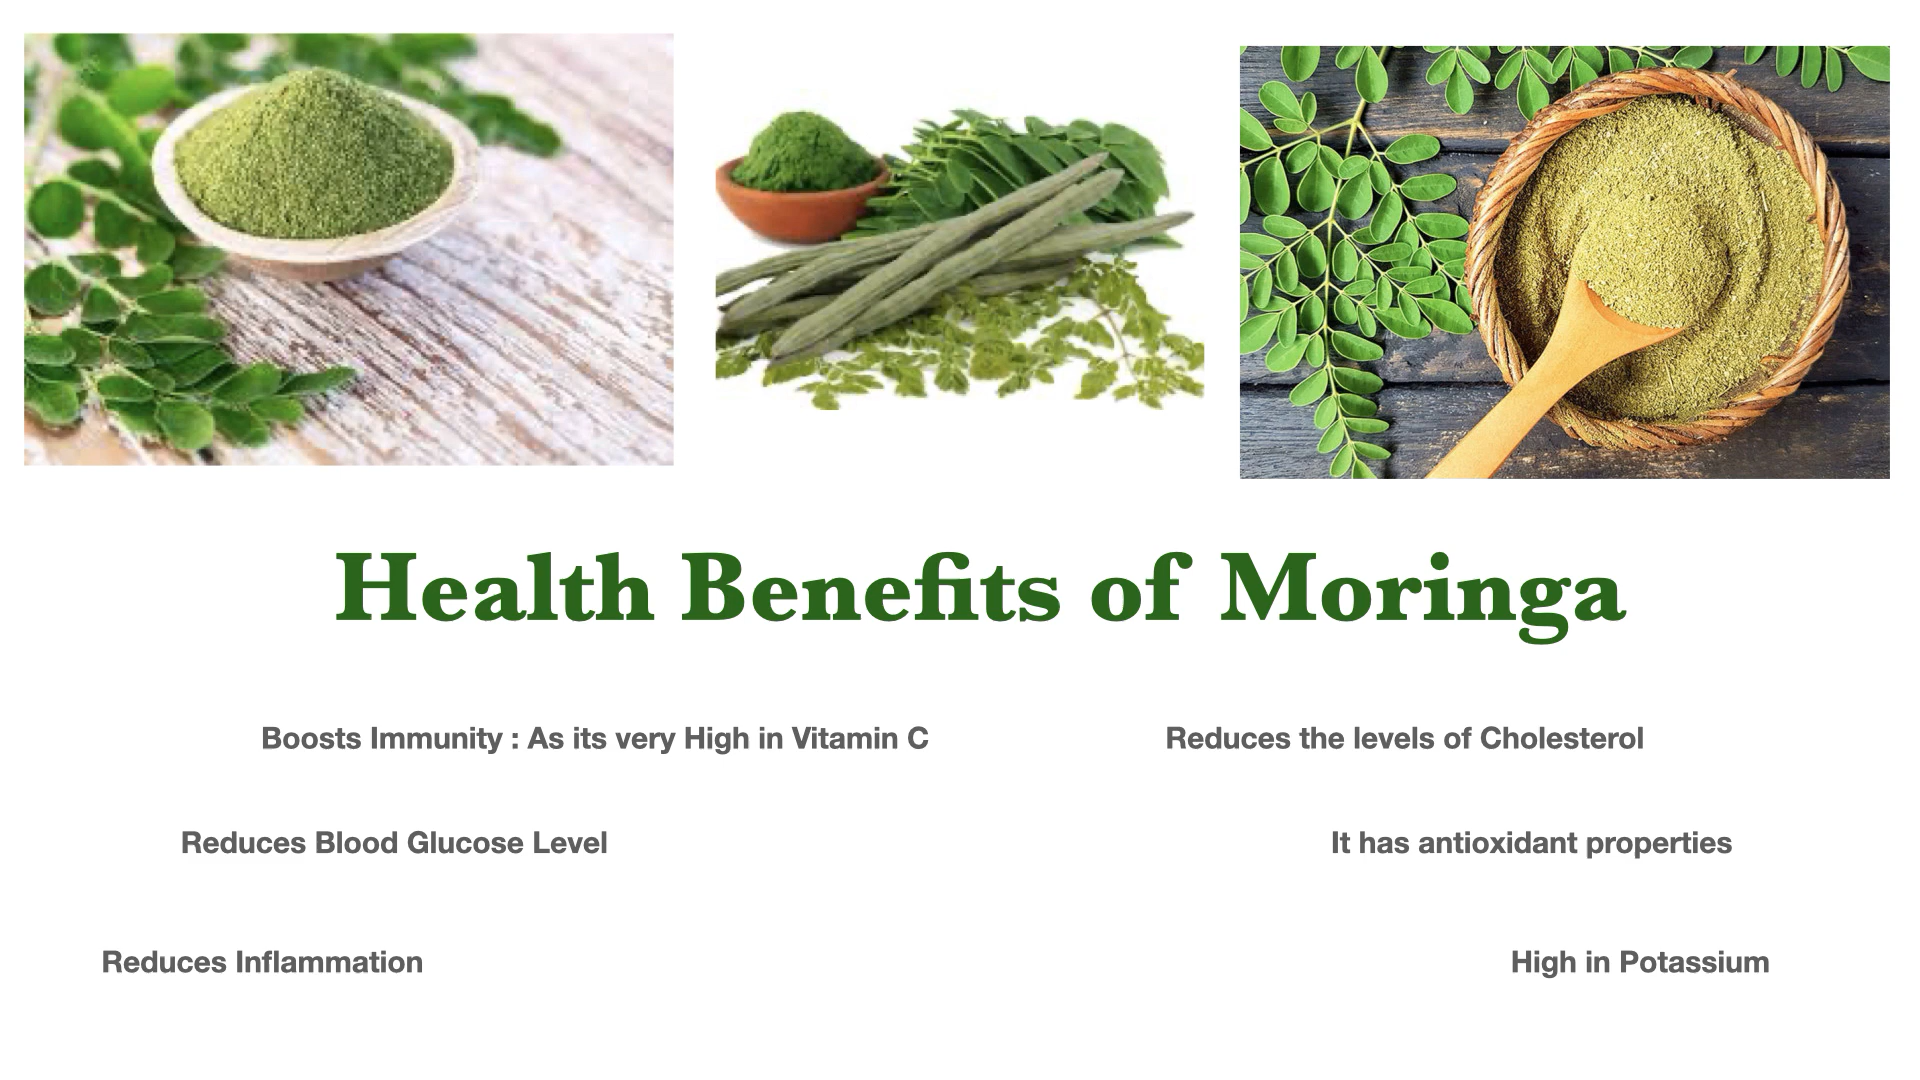 Health Benefits of Moringa
Boosts Immunity : As its very High in Vitamin C
Reduces the levels of Cholesterol
Reduces Blood Glucose Level
It has antioxidant properties
Reduces Inflammation
High in Potassium